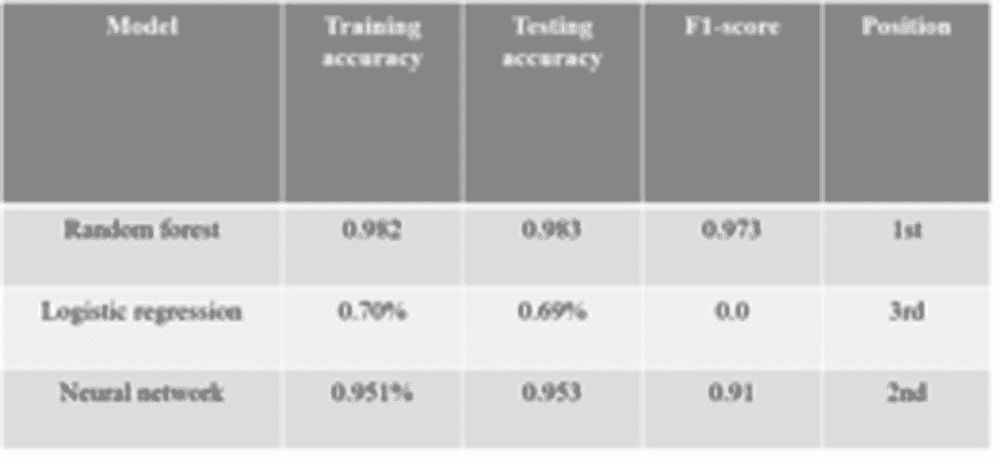 Model Training accuracy Testing accuracy F1-score Position
Random forest 0.982 0.983 0.973 1st
Logistic regression 0.70% 0.69% 0.0 3rd
Neural network 0.951% 0.953 0.91 2nd